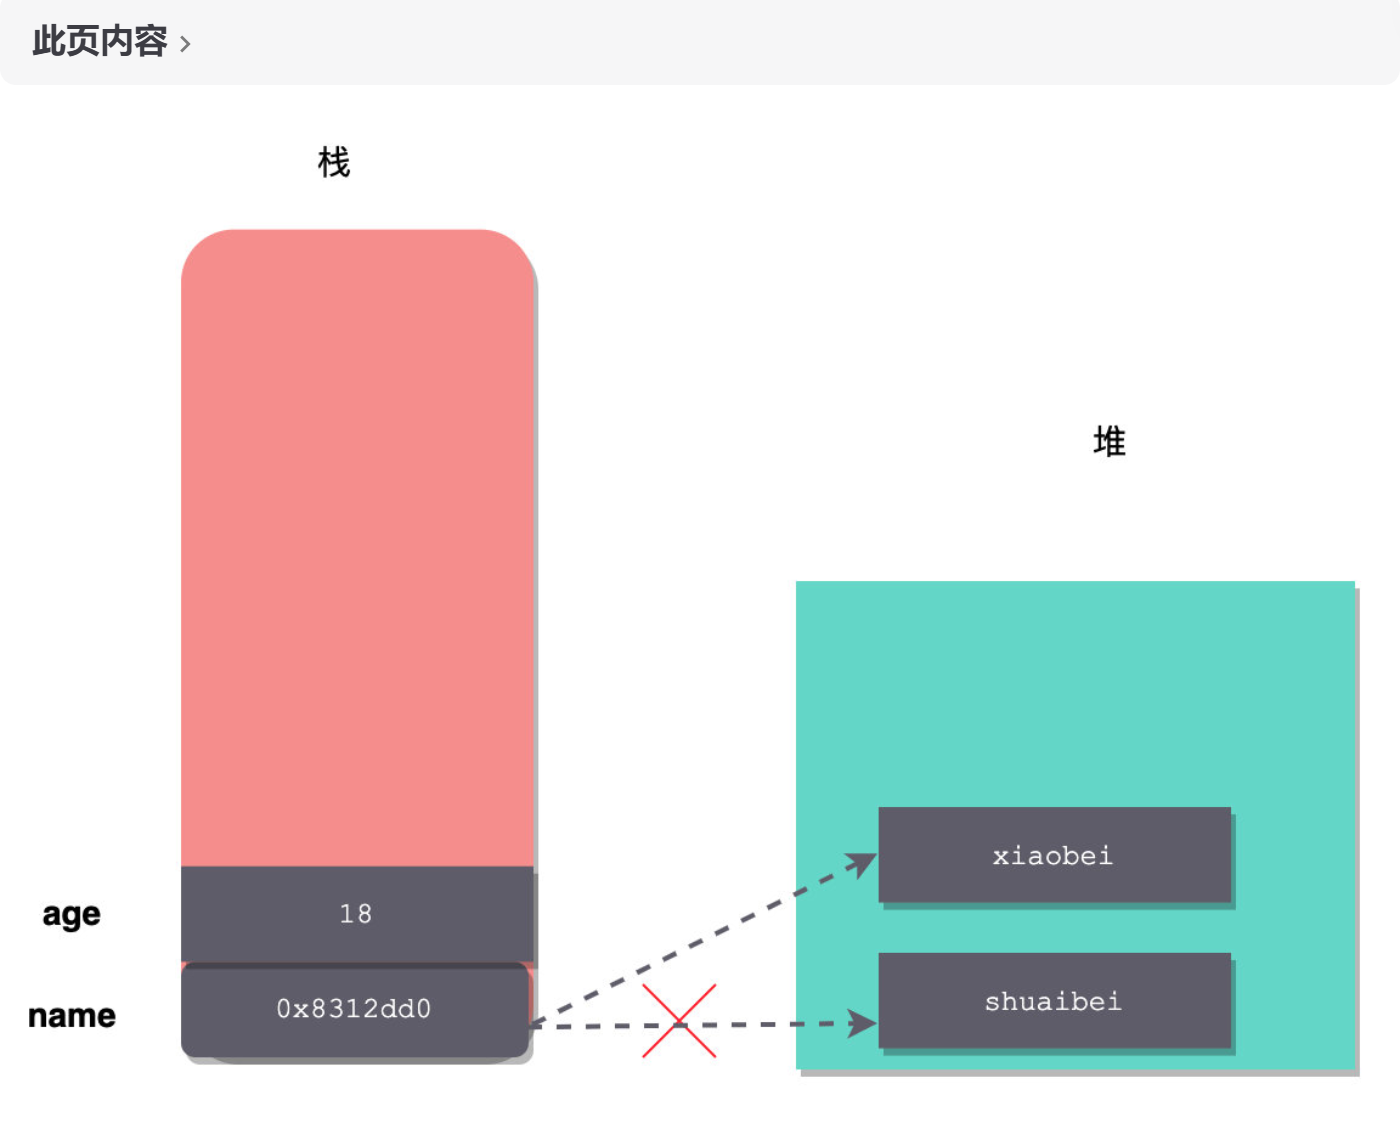 此页内容 >
栈
堆
xiaobei
age
18
shuaibei
name
0x8312dd0